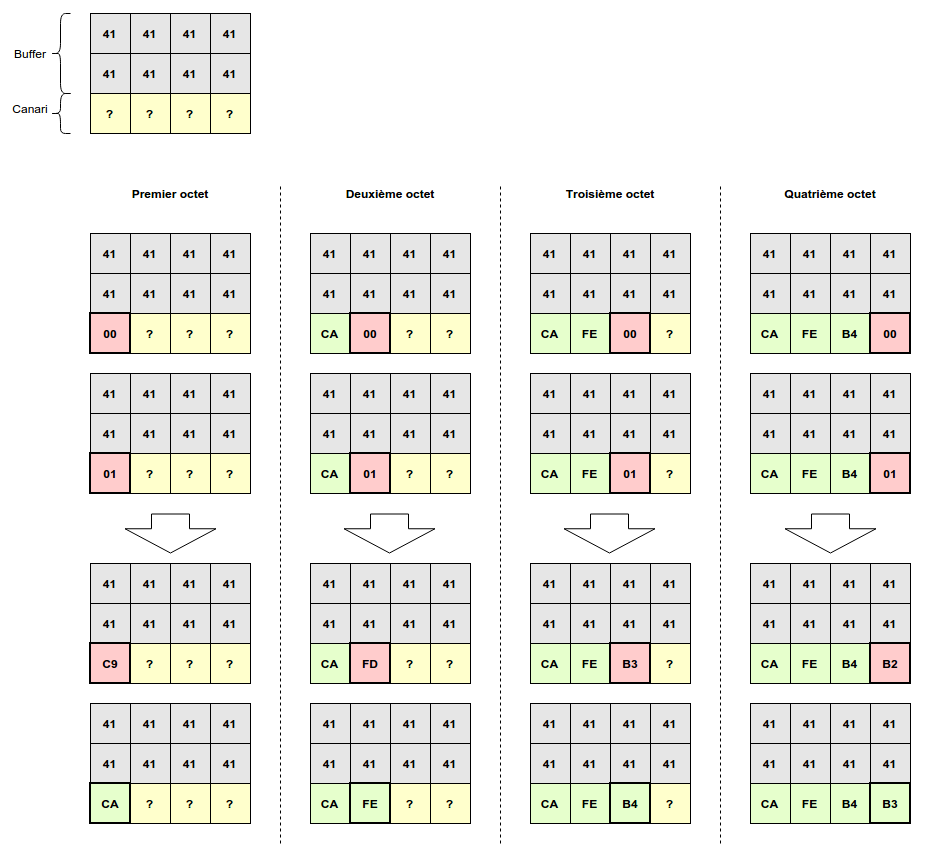 41 41 41 41
Buffer
41 41 41 41
Canari
? ? ? ?
Premier octet Deuxième octet Troisième octet Quatrième octet
41 41 41 41 41 41 41 41 41 41 41 41 41 41 41 41
41 41 41 41 41 41 41 41 41 41 41 41 41 41 41 41
00 ? ? ? CA 00 ? ? CA FE 00 ? CA FE B4 00
41 41 41 41 41 41 41 41 41 41 41 41 41 41 41 41
41 41 41 41 41 41 41 41 41 41 41 41 41 41 41 41
01 ? ? ? CA 01 ? ? CA FE 01 ? CA FE B4 01
41 41 41 41 41 41 41 41 41 41 41 41 41 41 41 41
41 41 41 41 41 41 41 41 41 41 41 41 41 41 41 41
C9 ? ? ? CA FD ? ? CA FE B3 ? CA FE B4 B2
41 41 41 41 41 41 41 41 41 41 41 41 41 41 41 41
41 41 41 41 41 41 41 41 41 41 41 41 41 41 41 41
CA ? ? ? CA FE ? ? CA FE B4 ? CA FE B4 B3